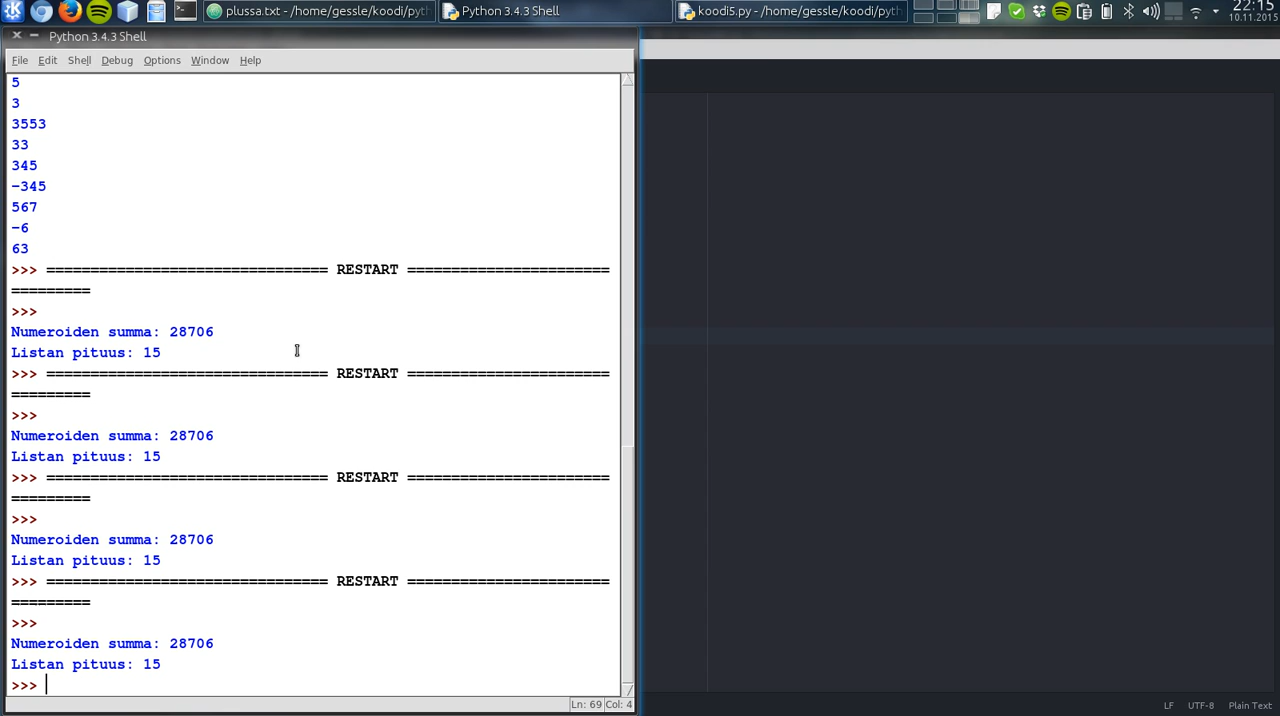 plussa.txt - /home/gessle/koodi/pyth
Python 3.4.3 Shell
koodi5.py - /home/gessle/koodi/pyth
22:15
10.11.2015
Python 3.4.3 Shell
File Edit Shell Debug Options Window Help
5
3
3553
33
345
-345
567
-6
63
>>> ================================ RESTART =======================
=========
>>>
Numeroiden summa: 28706
Listan pituus: 15
>>> ================================ RESTART =======================
=========
>>>
Numeroiden summa: 28706
Listan pituus: 15
>>> ================================ RESTART =======================
=========
>>>
Numeroiden summa: 28706
Listan pituus: 15
>>> ================================ RESTART =======================
=========
>>>
Numeroiden summa: 28706
Listan pituus: 15
>>>
Ln: 69 Col: 4
LF UTF-8 Plain Text